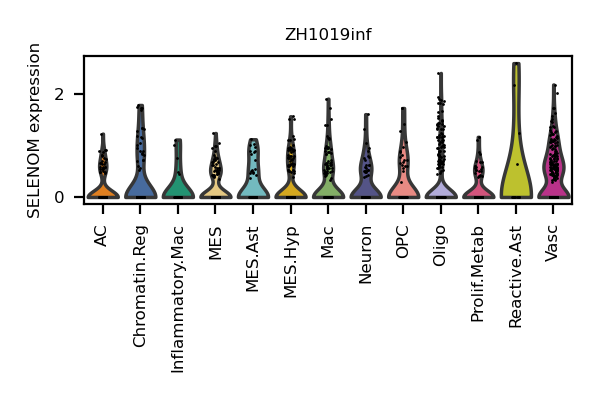 ZH1019inf
SELENOM expression
2
0
AC
Chromatin.Reg
Inflammatory.Mac
MES
MES.Ast
MES.Hyp
Mac
Neuron
OPC
Oligo
Prolif.Metab
Reactive.Ast
Vasc